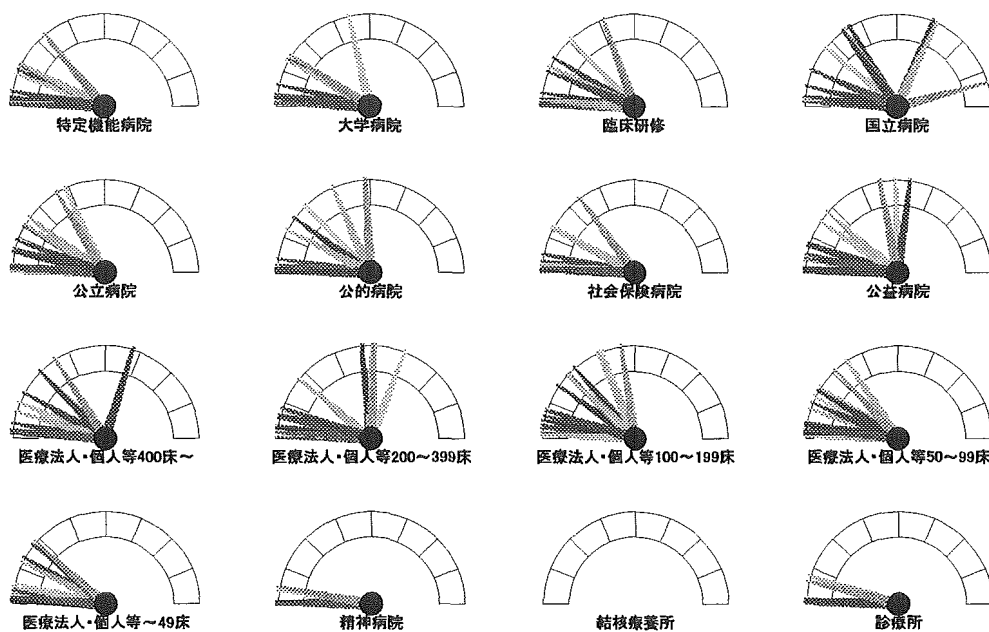 特定機能病院
大学病院
臨床研修
国立病院
公立病院
公的病院
社会保険病院
公益病院
医療法人・個人等400床～
医療法人・個人等200～399床
医療法人・個人等100～199床
医療法人・個人等50～99床
医療法人・個人等～49床
精神病院
結核療養所
診療所